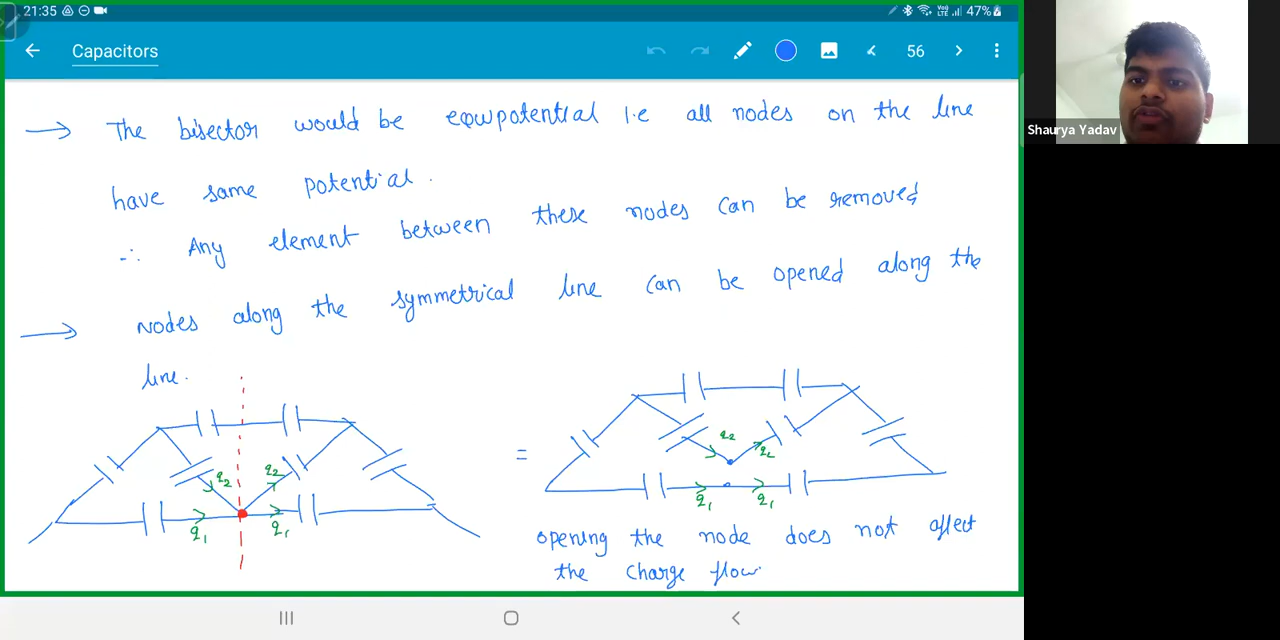 21:35
Vo) LTE 47%
Capacitors
56
Shaurya Yadav
→ The bisector would be equipotential i.e all nodes on the line
have same potential.
∴ Any element between these nodes can be removed
→ Nodes along the symmetrical line can be opened along the
line.
q2 q2
q1 q1
=
q2 q2
q1 q1
opening the node does not affect
the charge flow.